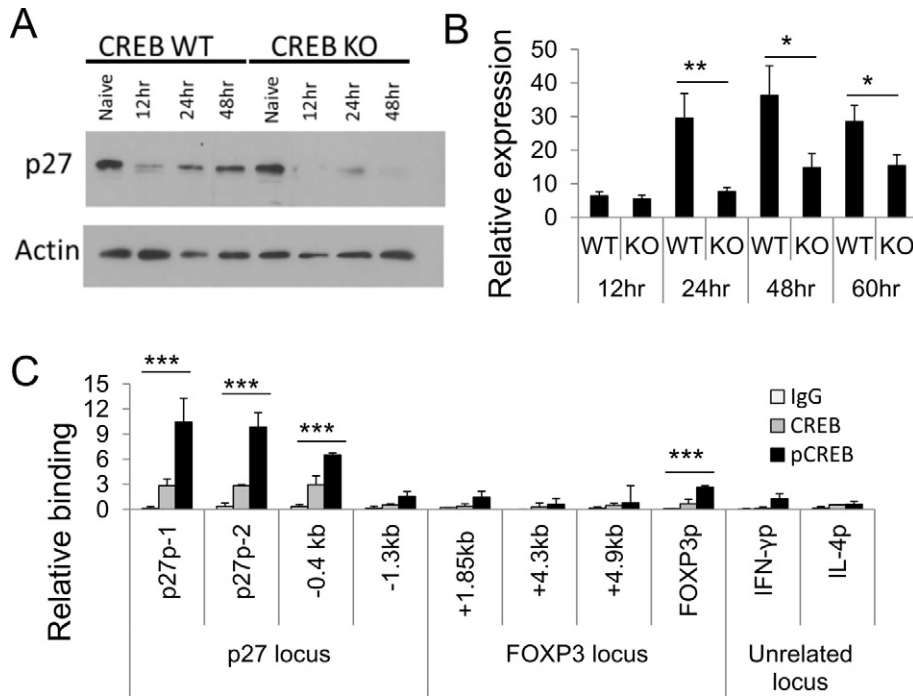 A
CREB WT CREB KO
Naive 12hr 24hr 48hr Naive 12hr 24hr 48hr
p27
Actin
B
Relative expression
50
40
30
20
10
0
** * *
WT KO WT KO WT KO WT KO
12hr 24hr 48hr 60hr
C
Relative binding
15
12
9
6
3
0
*** *** *** ***
IgG
CREB
pCREB
p27p-1 p27p-2 -0.4 kb -1.3kb +1.85kb +4.3kb +4.9kb FOXP3p IFN-γp IL-4p
p27 locus FOXP3 locus Unrelated
locus